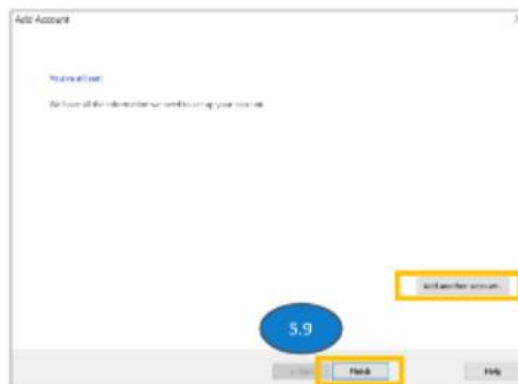 Add Account
You're all set!
We have all the information we need to set up your account.
Add another account...
5.9
< Back
Finish
Help